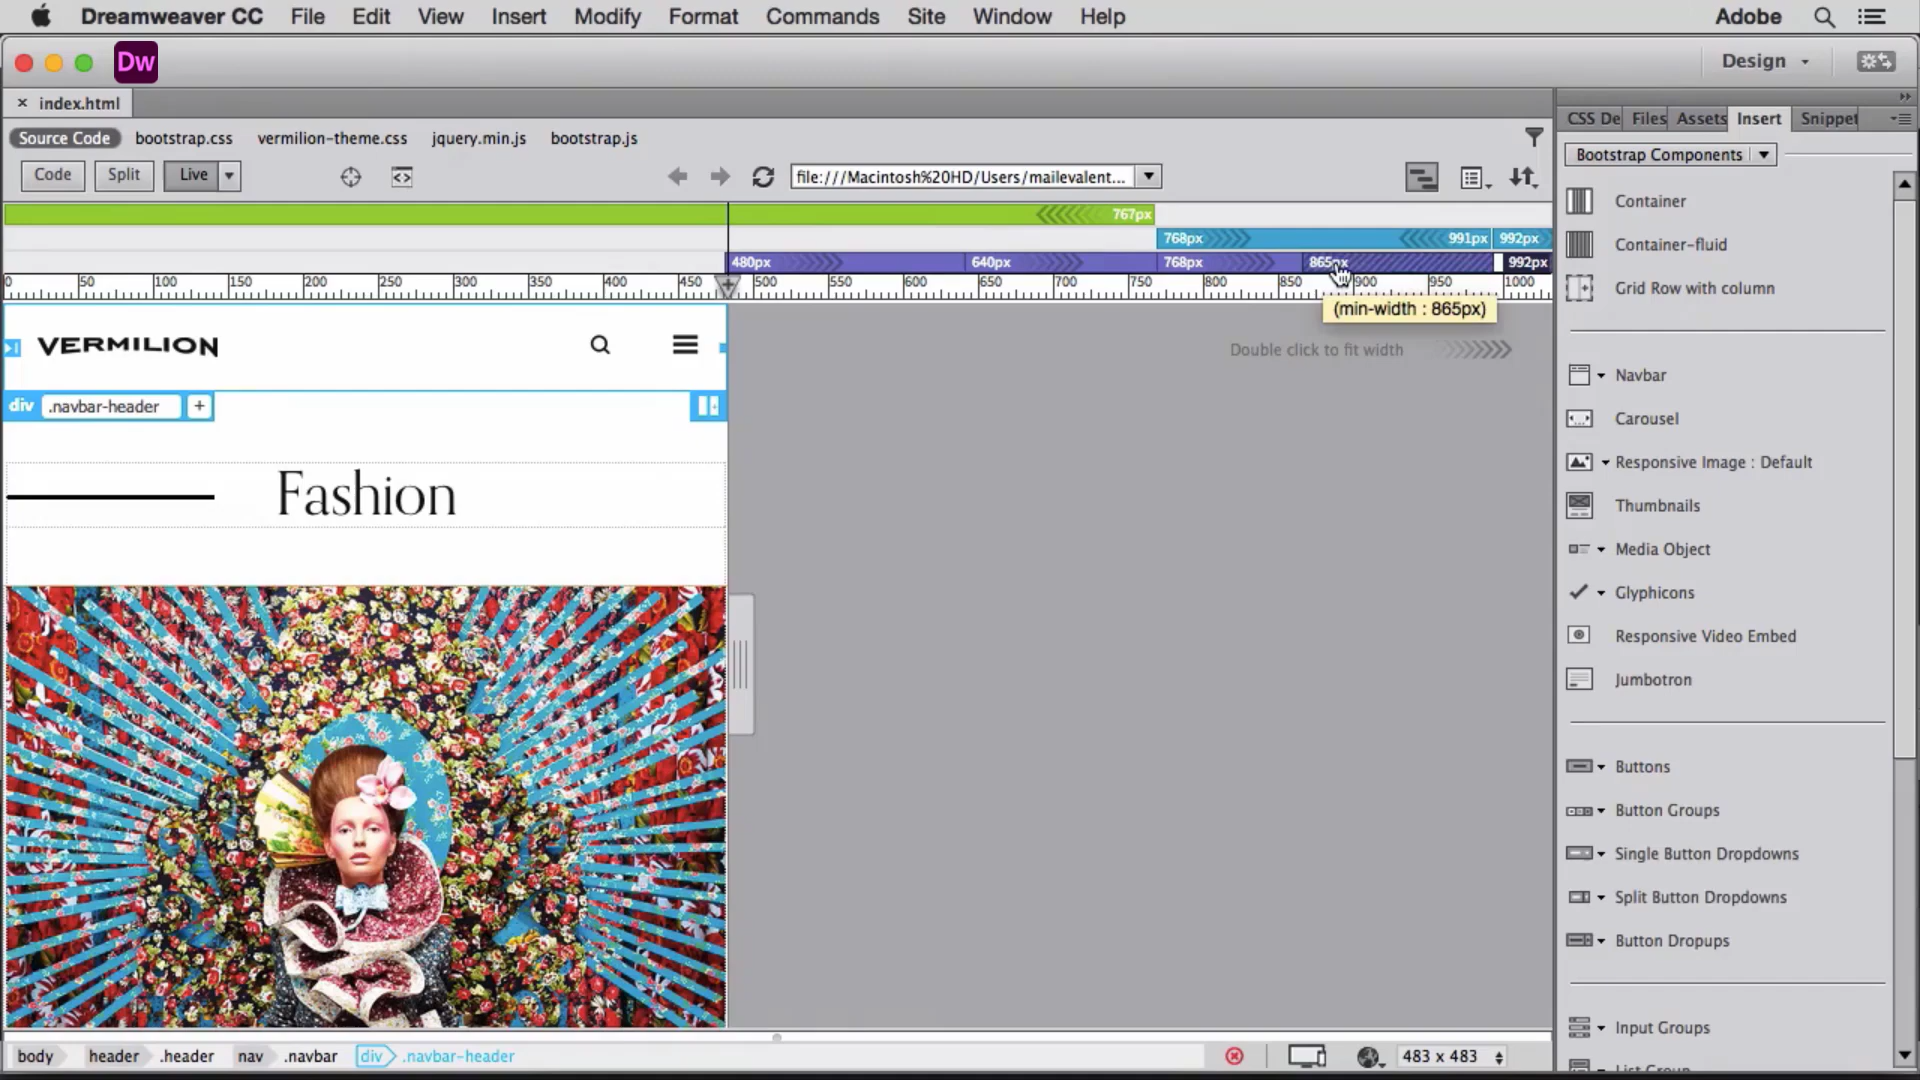 Dreamweaver CC File Edit View Insert Modify Format Commands Site Window Help Adobe
Dw Design
× index.html
CSS De Files Assets Insert Snippet
Source Code bootstrap.css vermilion-theme.css jquery.min.js bootstrap.js
Bootstrap Components
Code Split Live file:///Macintosh%20HD/Users/mailevalent...
767px
768px 991px 992px
480px 640px 768px 865px 992px
0 50 100 150 200 250 300 350 400 450 500 550 600 650 700 750 800 850 900 950 1000
(min-width : 865px)
Double click to fit width
VERMILION
div .navbar-header +
Fashion
Container
Container-fluid
Grid Row with column
Navbar
Carousel
Responsive Image : Default
Thumbnails
Media Object
Glyphicons
Responsive Video Embed
Jumbotron
Buttons
Button Groups
Single Button Dropdowns
Split Button Dropdowns
Button Dropups
Input Groups
List Group
body header .header nav .navbar div .navbar-header 483 x 483